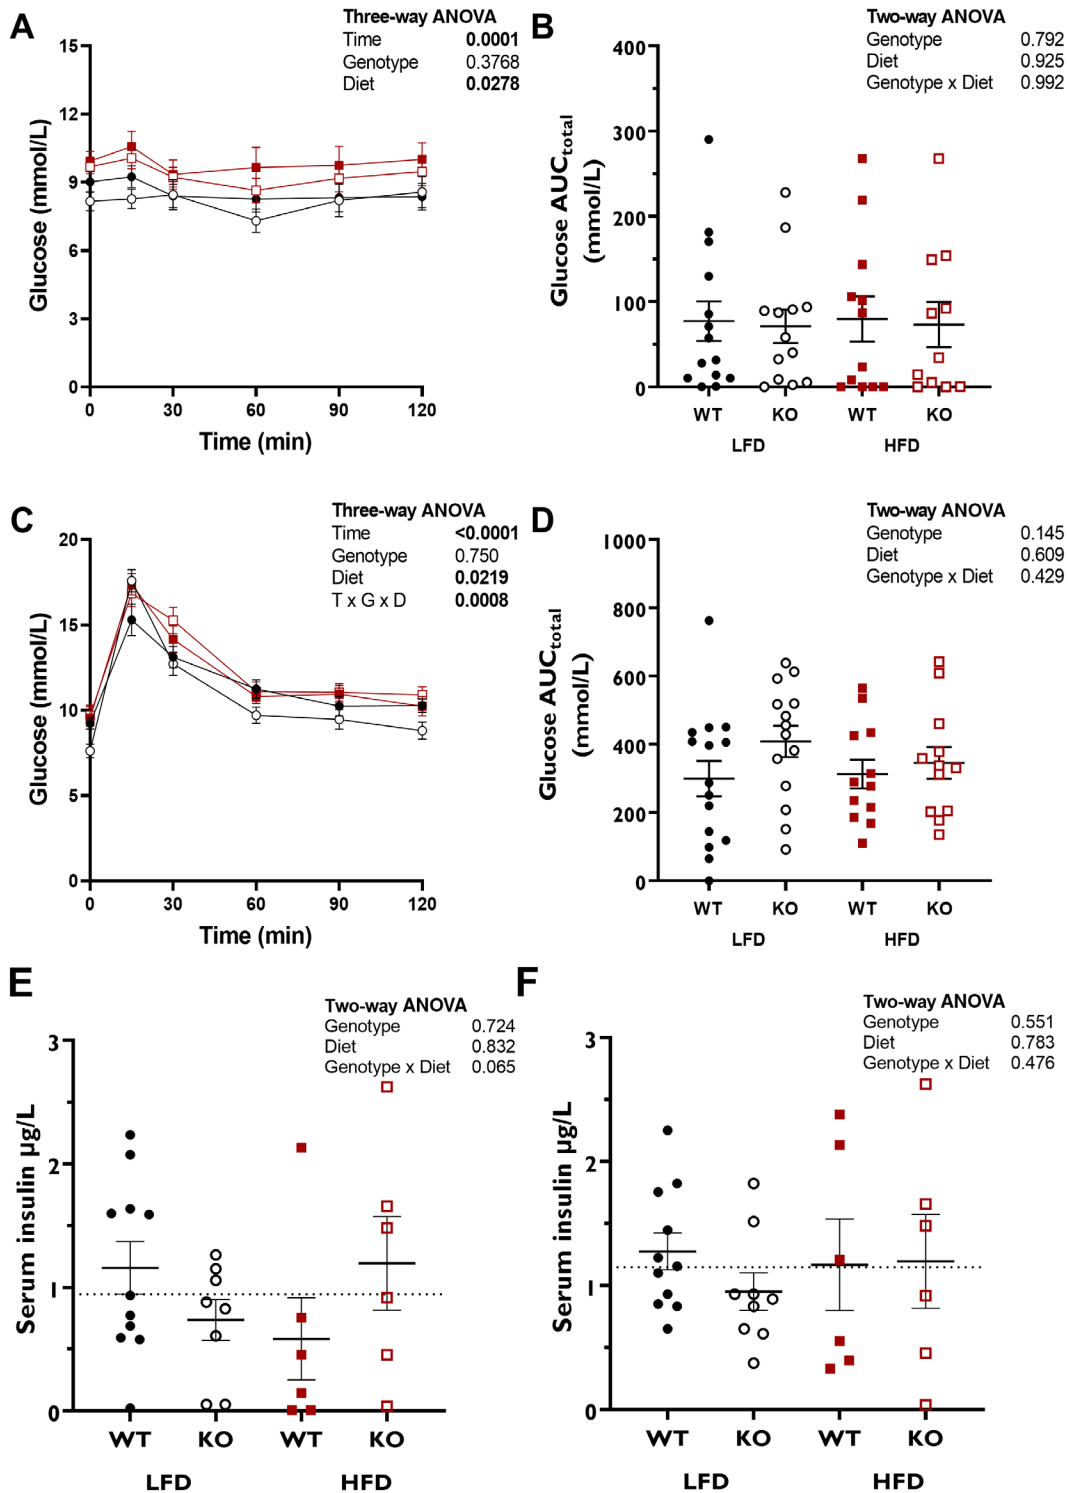 A
Three-way ANOVA
Time 0.0001
Genotype 0.3768
Diet 0.0278
15
12
9
6
3
0
Glucose (mmol/L)
0 30 60 90 120
Time (min)
B
Two-way ANOVA
Genotype 0.792
Diet 0.925
Genotype x Diet 0.992
400
300
200
100
0
Glucose AUCtotal
(mmol/L)
WT KO WT KO
LFD HFD
C
Three-way ANOVA
Time <0.0001
Genotype 0.750
Diet 0.0219
T x G x D 0.0008
20
15
10
5
0
Glucose (mmol/L)
0 30 60 90 120
Time (min)
D
Two-way ANOVA
Genotype 0.145
Diet 0.609
Genotype x Diet 0.429
1000
800
600
400
200
0
Glucose AUCtotal
(mmol/L)
WT KO WT KO
LFD HFD
E
Two-way ANOVA
Genotype 0.724
Diet 0.832
Genotype x Diet 0.065
3
2
1
0
Serum insulin µg/L
WT KO WT KO
LFD HFD
F
Two-way ANOVA
Genotype 0.551
Diet 0.783
Genotype x Diet 0.476
3
2
1
0
Serum insulin µg/L
WT KO WT KO
LFD HFD